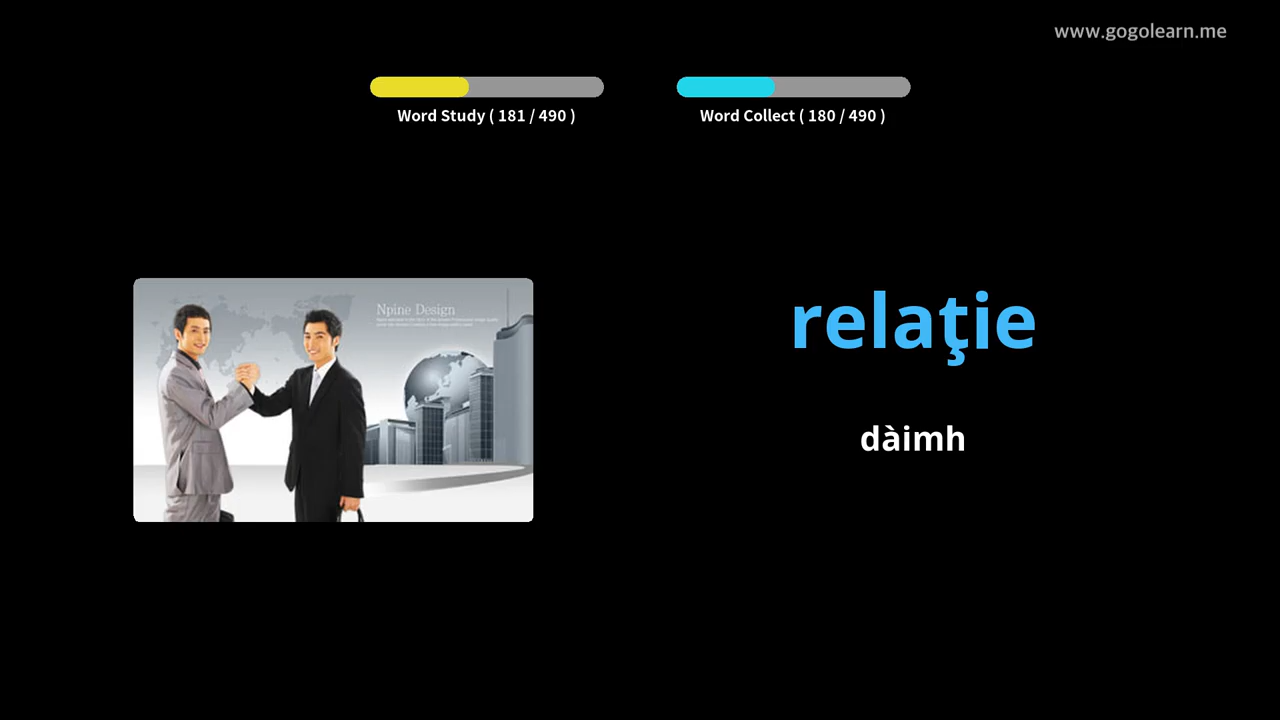 www.gogolearn.me
Word Study ( 181 / 490 )
Word Collect ( 180 / 490 )
Npine Design
relaţie
dàimh